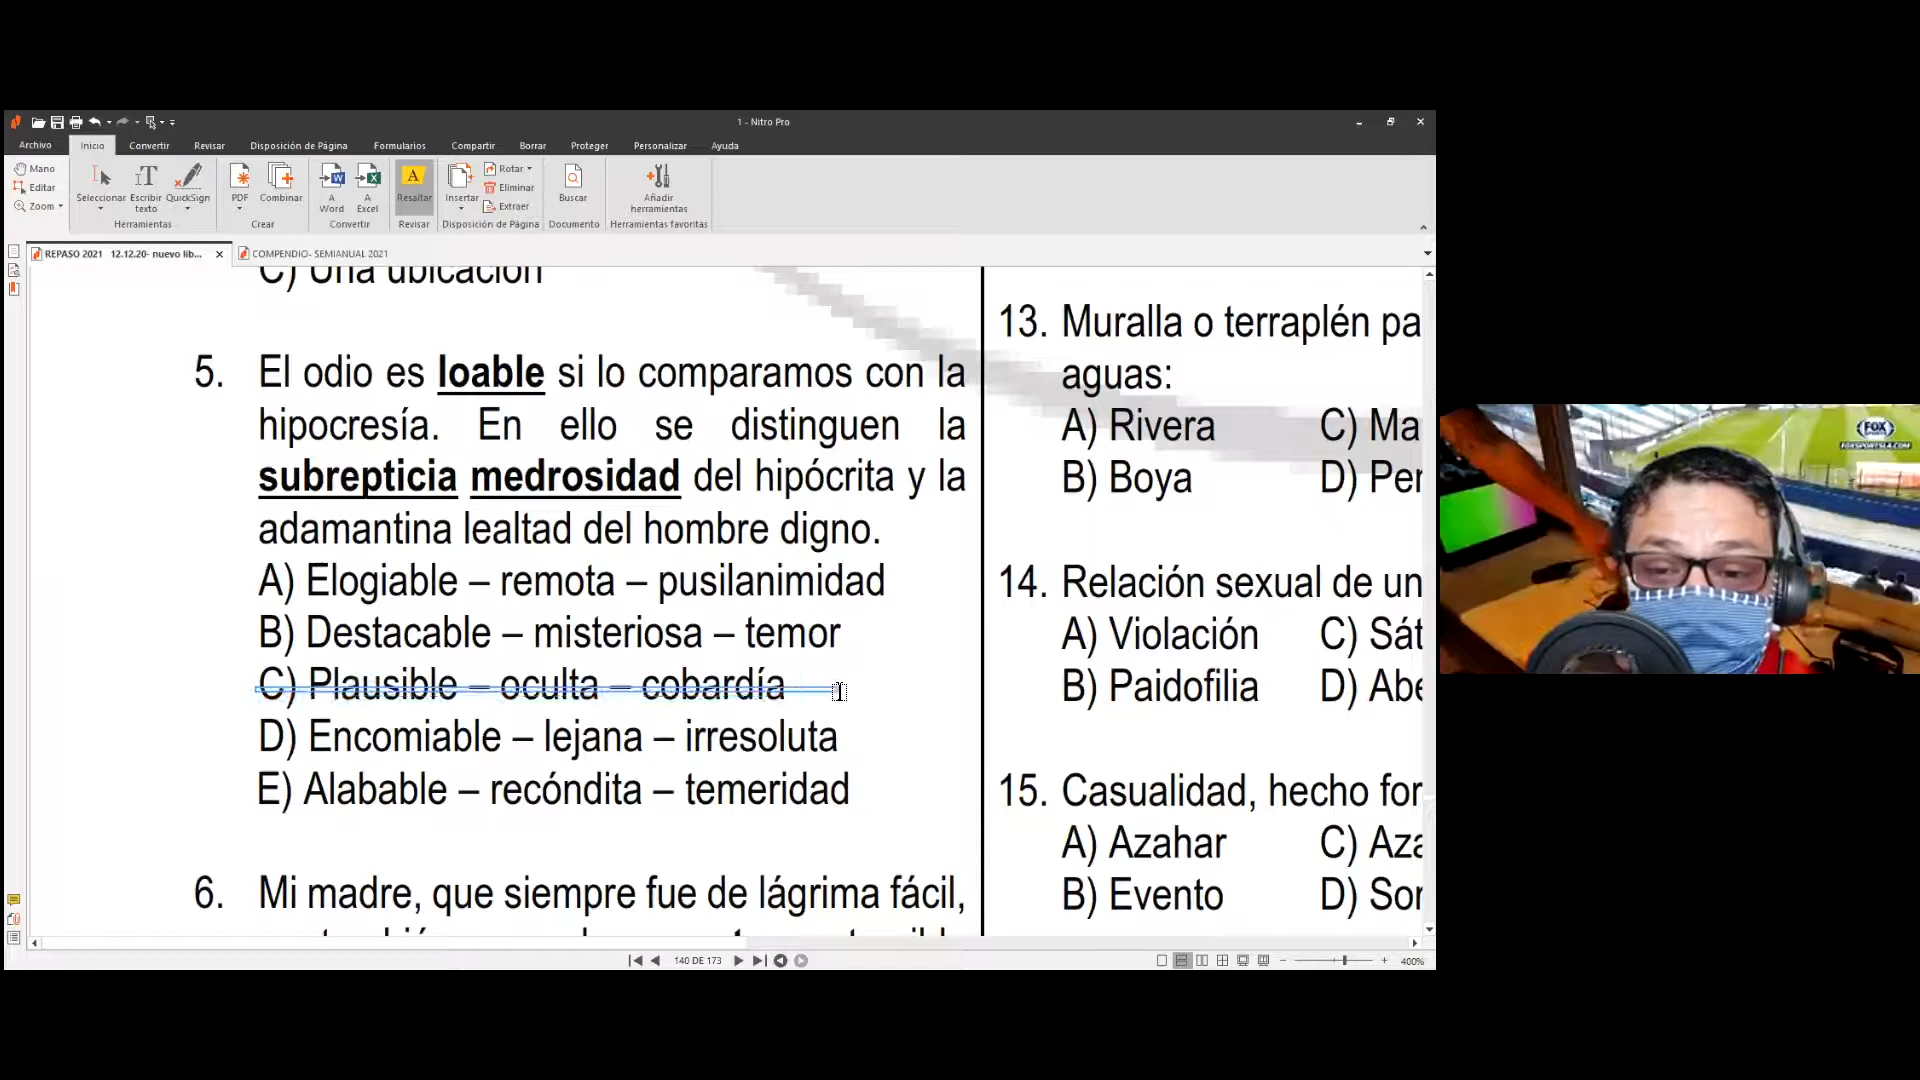 1 - Nitro Pro
Archivo Inicio Convertir Revisar Disposición de Página Formularios Compartir Borrar Proteger Personalizar Ayuda
Mano
Editar
Zoom
Seleccionar
Escribir texto
QuickSign
Herramientas
PDF
Combinar
Crear
A Word
A Excel
Convertir
Resaltar
Revisar
Insertar
Rotar
Eliminar
Extraer
Disposición de Página
Buscar
Documento
Añadir herramientas
Herramientas favoritas
REPASO 2021 12.12.20- nuevo lib...
COMPENDIO- SEMIANUAL 2021
C) Una ubicación
5. El odio es loable si lo comparamos con la
hipocresía. En ello se distinguen la
subrepticia medrosidad del hipócrita y la
adamantina lealtad del hombre digno.
A) Elogiable – remota – pusilanimidad
B) Destacable – misteriosa – temor
C) Plausible – oculta – cobardía
D) Encomiable – lejana – irresoluta
E) Alabable – recóndita – temeridad
6. Mi madre, que siempre fue de lágrima fácil,
13. Muralla o terraplén pa
aguas:
A) Rivera C) Ma
B) Boya D) Per
14. Relación sexual de un
A) Violación C) Sát
B) Paidofilia D) Abe
15. Casualidad, hecho for
A) Azahar C) Aza
B) Evento D) Sor
140 DE 173
400%
FOX
FOXSPORTSLA.COM